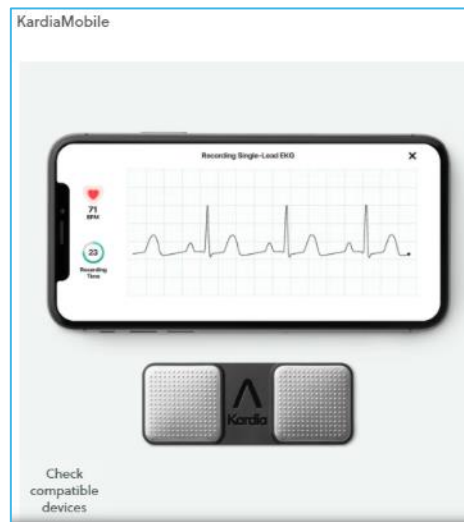 KardiaMobile
Recording Single-Lead EKG
×
71
BPM
23
Recording
Time
Kardia
Check
compatible
devices